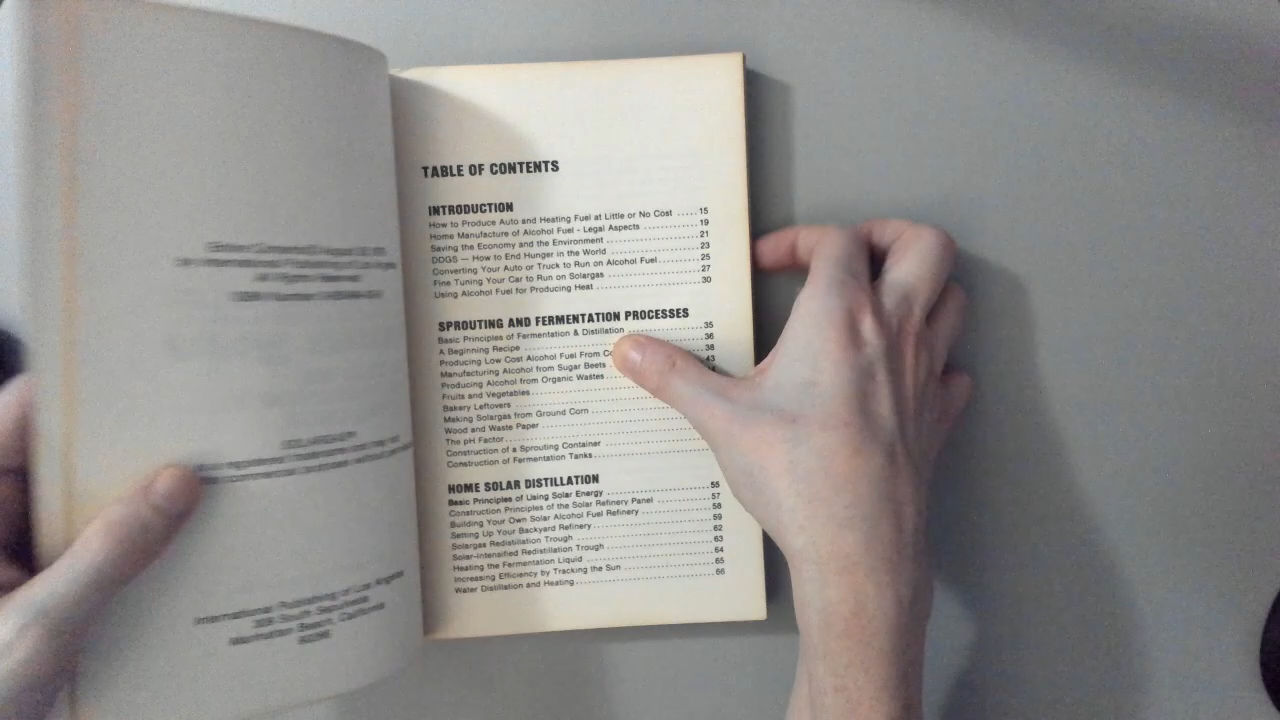 International Publishing of Los Angeles
Manhattan Beach, California
TABLE OF CONTENTS
INTRODUCTION
How to Produce Auto and Heating Fuel at Little or No Cost ..... 15
Home Manufacture of Alcohol Fuel - Legal Aspects ............ 19
Saving the Economy and the Environment ..................... 21
DDGS — How to End Hunger in the World ..................... 23
Converting Your Auto or Truck to Run on Alcohol Fuel ......... 25
Fine Tuning Your Car to Run on Solargas ..................... 27
Using Alcohol Fuel for Producing Heat ........................ 30
SPROUTING AND FERMENTATION PROCESSES
Basic Principles of Fermentation & Distillation ................. 35
A Beginning Recipe ......................................... 36
Producing Low Cost Alcohol Fuel From 38
Manufacturing Alcohol from Sugar Beets 43
Producing Alcohol from Organic Wastes
Fruits and Vegetables
Bakery Leftovers
Making Solargas from Ground Corn
Wood and Waste Paper
The pH Factor
Construction of a Sprouting Container
Construction of Fermentation Tanks
HOME SOLAR DISTILLATION
Basic Principles of Using Solar Energy ....................... 55
Construction Principles of the Solar Refinery Panel ............ 57
Building Your Own Solar Alcohol Fuel Refinery ................ 58
Setting Up Your Backyard Refinery ........................... 59
Solargas Redistillation Trough ............................... 62
Solar-Intensified Redistillation Trough ....................... 63
Heating the Fermentation Liquid ............................. 64
Increasing Efficiency by Tracking the Sun .................... 65
Water Distillation and Heating ............................... 66